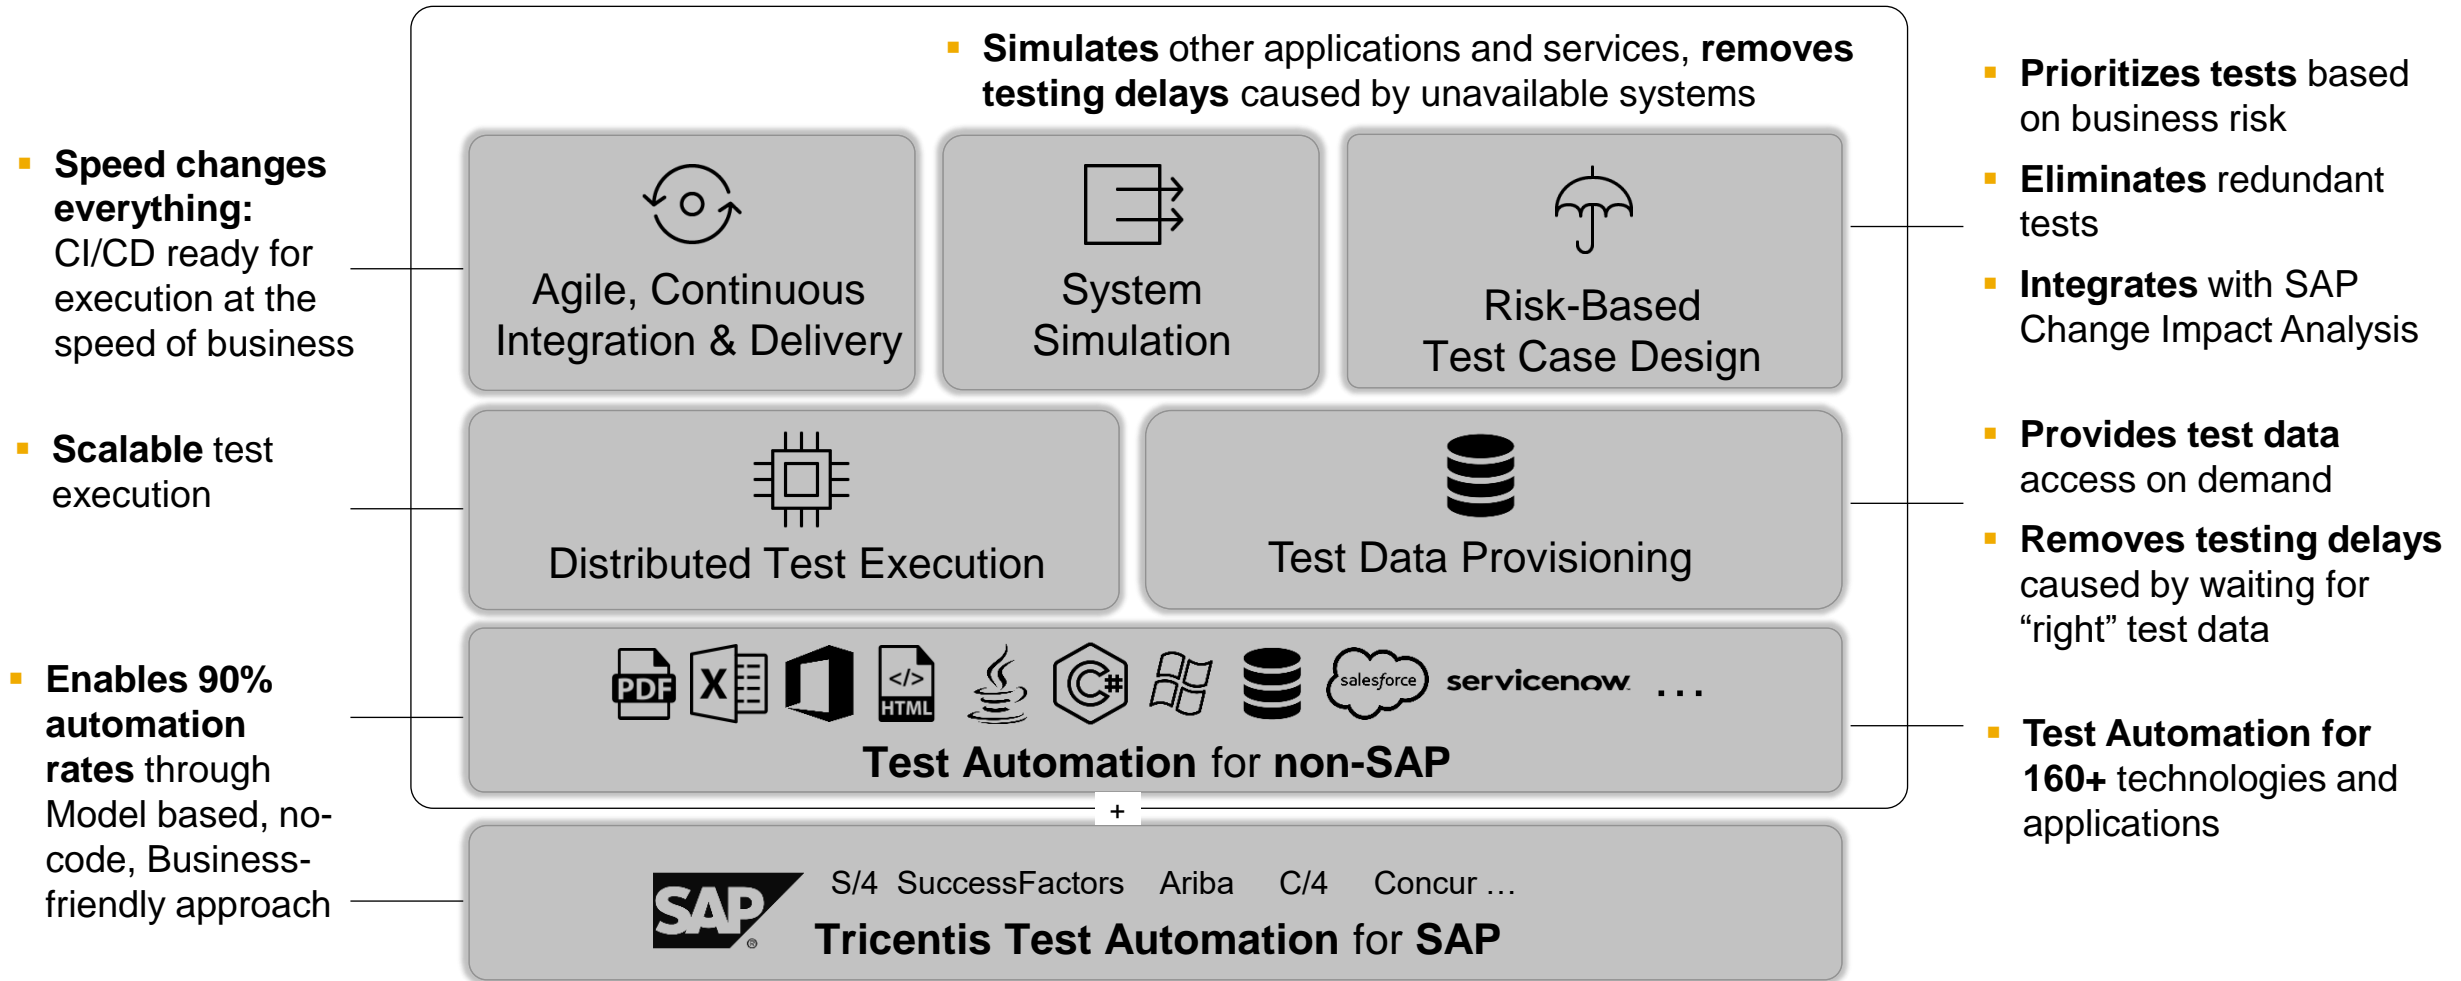 Simulates other applications and services, removes
testing delays caused by unavailable systems
Speed changes
everything:
CI/CD ready for
execution at the
speed of business
Scalable test
execution
Enables 90%
automation
rates through
Model based, no-
code, Business-
friendly approach
Agile, Continuous
Integration & Delivery
System
Simulation
Risk-Based
Test Case Design
Distributed Test Execution
Test Data Provisioning
PDF
X
</>
HTML
C#
salesforce
servicenow
...
Test Automation for non-SAP
+
SAP
®
S/4 SuccessFactors Ariba C/4 Concur ...
Tricentis Test Automation for SAP
Prioritizes tests based
on business risk
Eliminates redundant
tests
Integrates with SAP
Change Impact Analysis
Provides test data
access on demand
Removes testing delays
caused by waiting for
“right” test data
Test Automation for
160+ technologies and
applications